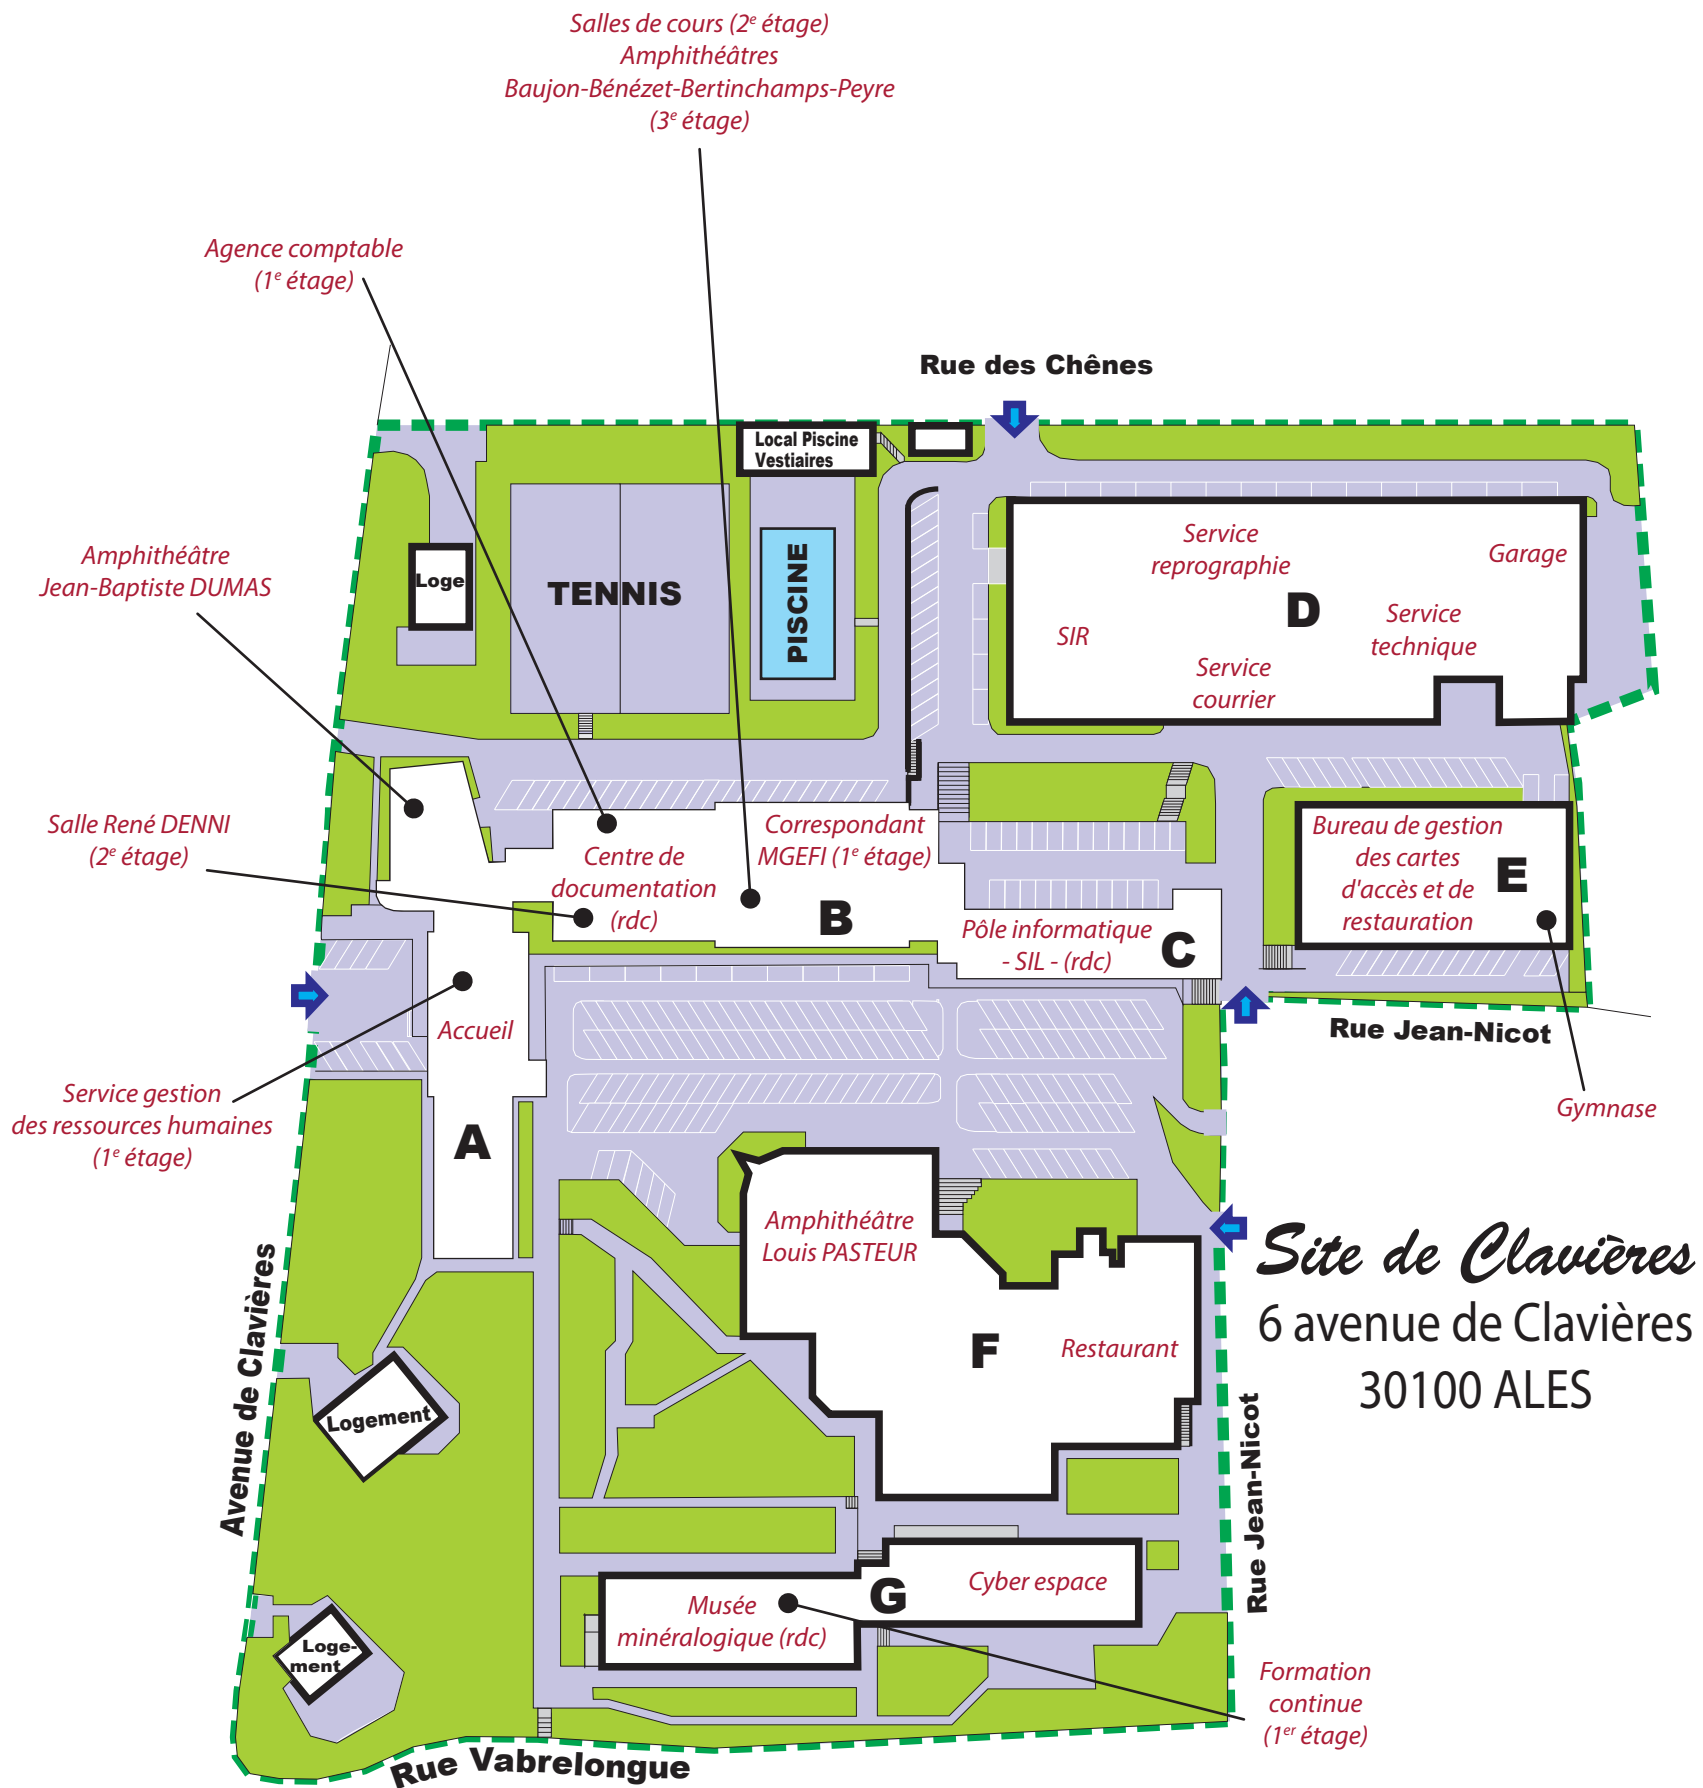 Salles de cours (2e étage)
Amphithéâtres
Baujon-Bénézet-Bertinchamps-Peyre
(3e étage)
Agence comptable
(1e étage)
Rue des Chênes
Local Piscine
Vestiaires
Amphithéâtre
Jean-Baptiste DUMAS
Loge
TENNIS
PISCINE
Service
reprographie
Garage
D
SIR
Service
technique
Service
courrier
Salle René DENNI
(2e étage)
Centre de
documentation
(rdc)
Correspondant
MGEFI (1e étage)
B
Bureau de gestion
des cartes
d'accès et de
restauration
E
Pôle informatique
- SIL - (rdc)
C
Accueil
Rue Jean-Nicot
Service gestion
des ressources humaines
(1e étage)
A
Gymnase
Amphithéâtre
Louis PASTEUR
F
Restaurant
Site de Clavières
6 avenue de Clavières
30100 ALES
Avenue de Clavières
Logement
Rue Jean-Nicot
G
Cyber espace
Musée
minéralogique (rdc)
Loge-
ment
Formation
continue
(1er étage)
Rue Vabrelongue